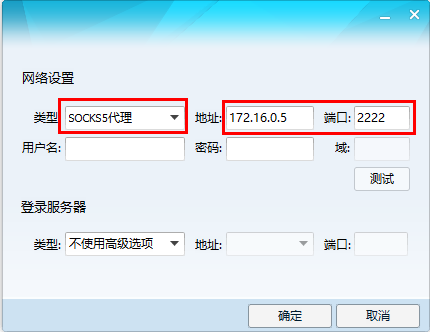 网络设置
类型: SOCKS5代理 地址: 172.16.0.5 端口: 2222
用户名: 密码: 域:
测试
登录服务器
类型: 不使用高级选项 地址: 端口:
确定 取消